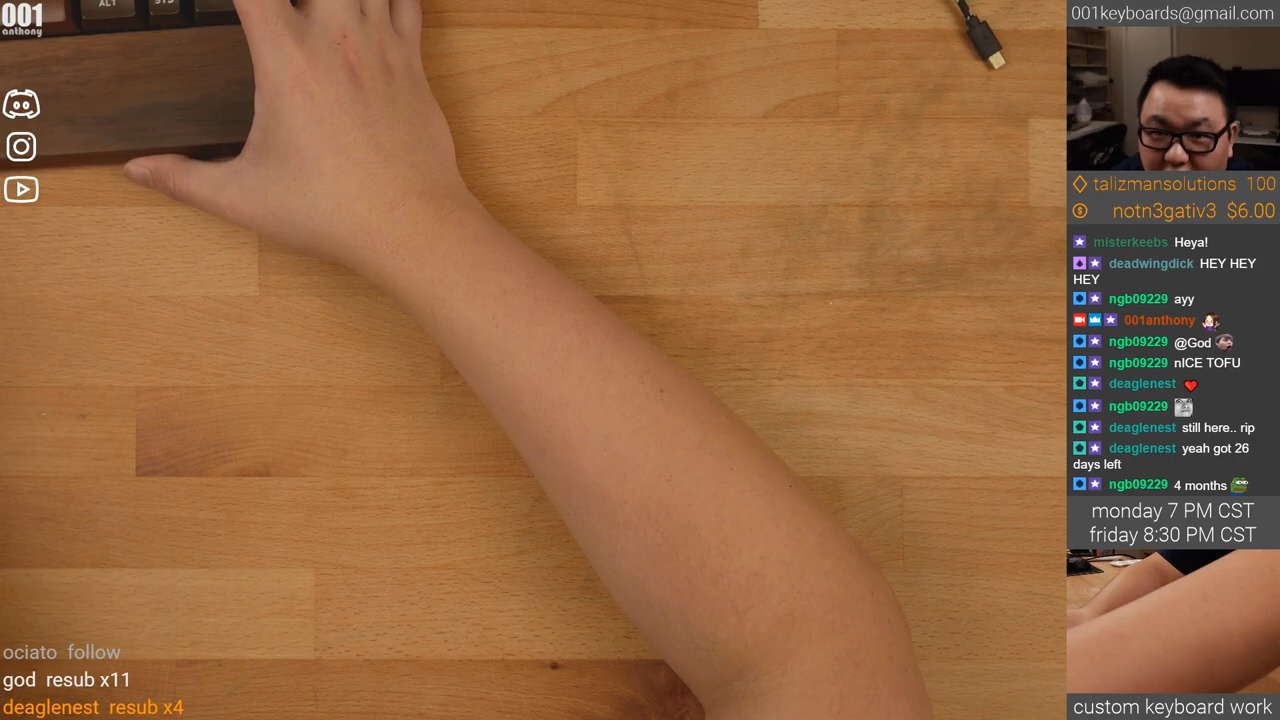 001
anthony
ALT
SYS
001keyboards@gmail.com
talizmansolutions 100
notn3gativ3 $6.00
misterkeebs Heya!
deadwingdick HEY HEY
HEY
ngb09229 ayy
001anthony
ngb09229 @God
ngb09229 nICE TOFU
deaglenest
ngb09229
deaglenest still here.. rip
deaglenest yeah got 26
days left
ngb09229 4 months
monday 7 PM CST
friday 8:30 PM CST
ociato follow
god resub x11
deaglenest resub x4
custom keyboard work